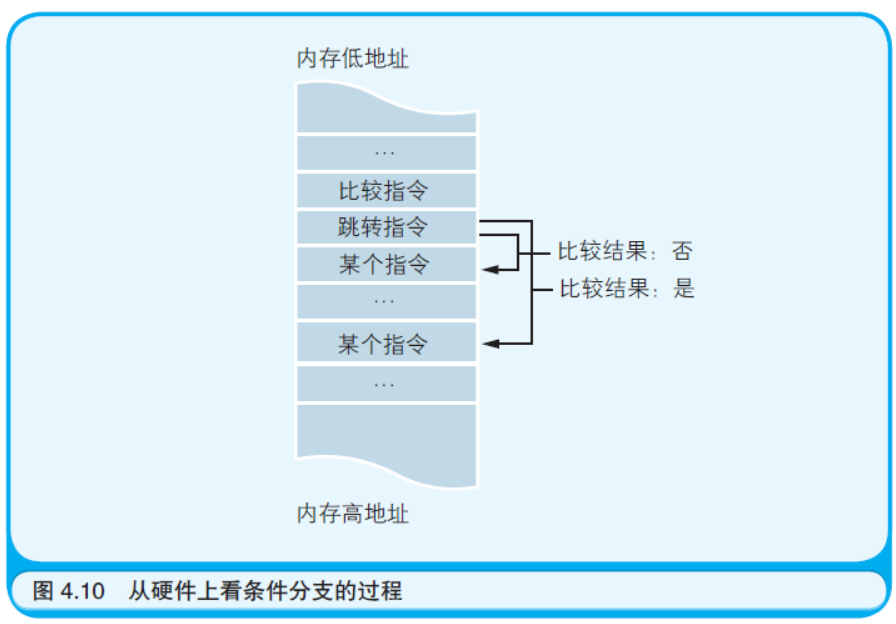 内存低地址
…
比较指令
跳转指令
某个指令
比较结果：否
…
比较结果：是
某个指令
…
内存高地址
图 4.10 从硬件上看条件分支的过程